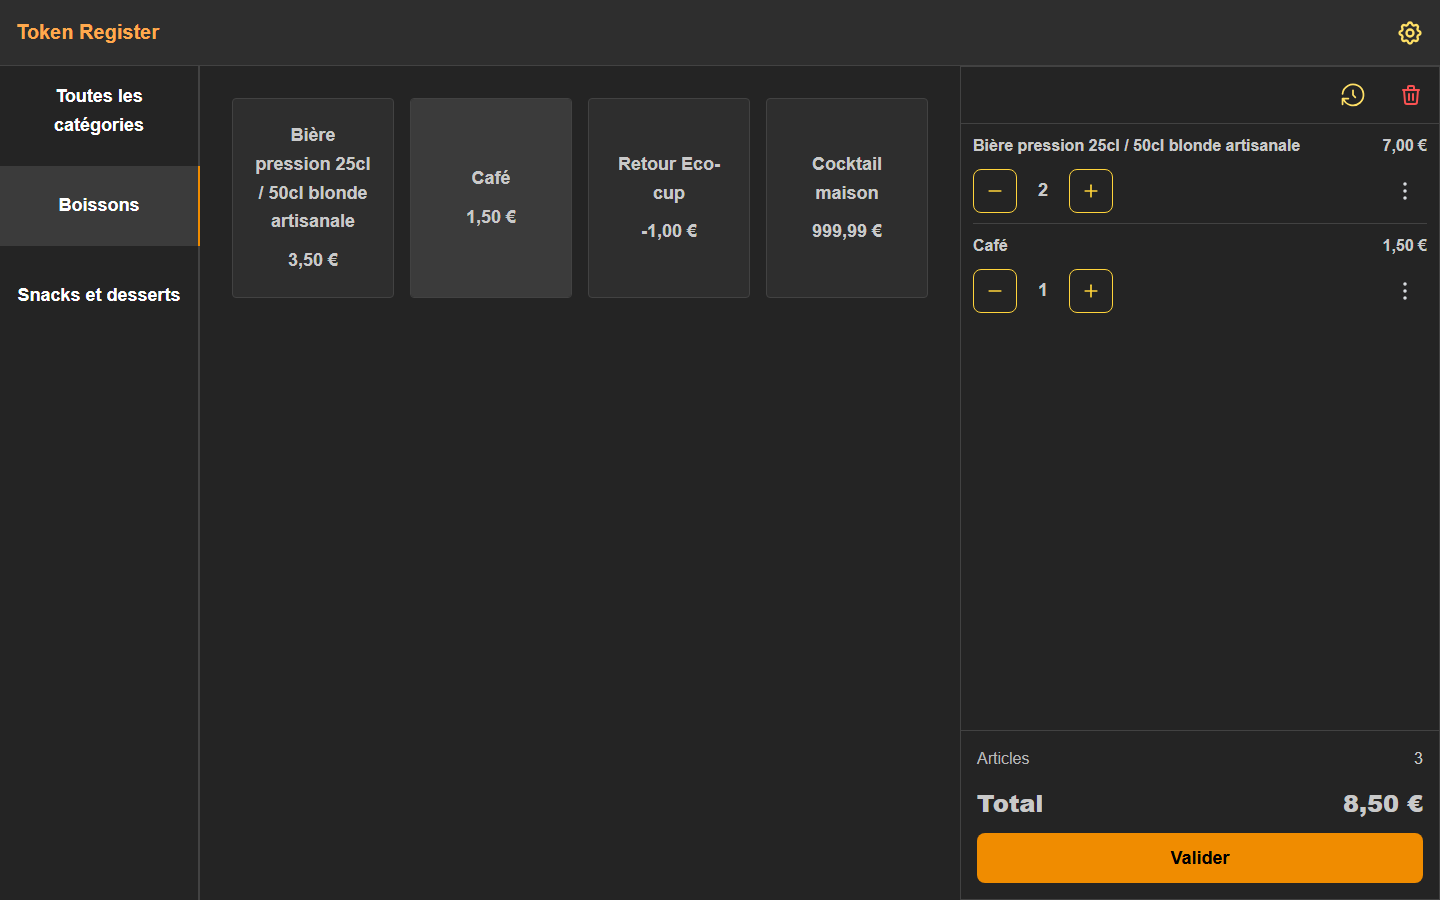 Token Register
Toutes les
catégories
Boissons
Snacks et desserts
Bière
pression 25cl
/ 50cl blonde
artisanale
3,50 €
Café
1,50 €
Retour Eco-
cup
-1,00 €
Cocktail
maison
999,99 €
Bière pression 25cl / 50cl blonde artisanale 7,00 €
2
Café 1,50 €
1
Articles 3
Total 8,50 €
Valider